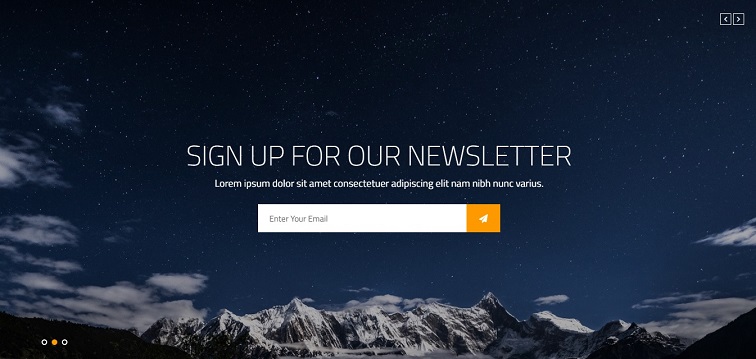 SIGN UP FOR OUR NEWSLETTER
Lorem ipsum dolor sit amet consectetuer adipiscing elit nam nibh nunc varius.
Enter Your Email